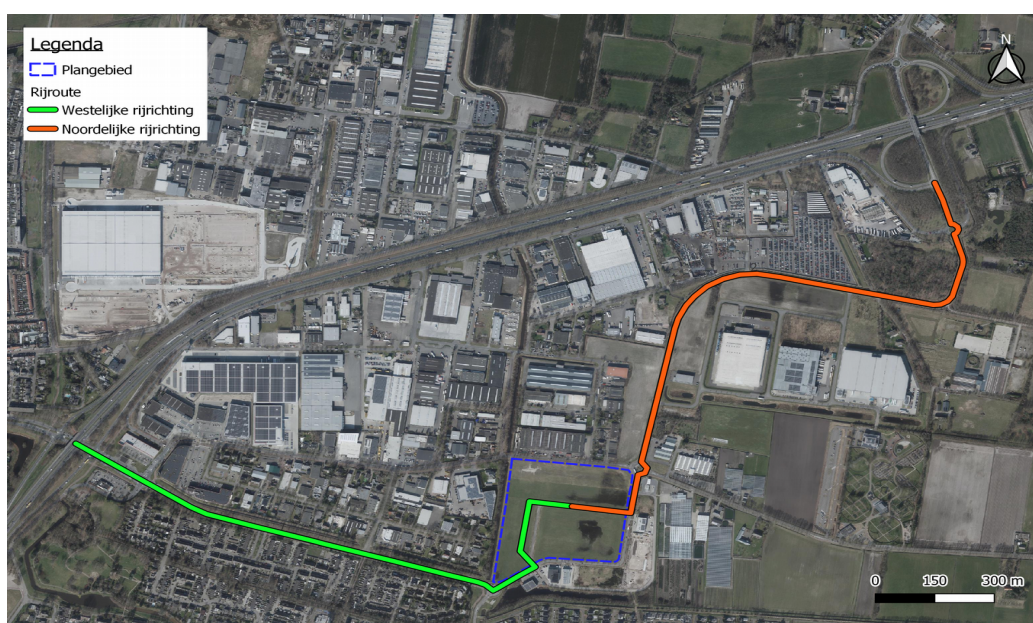 Legenda
Plangebied
Rijroute
Westelijke rijrichting
Noordelijke rijrichting
N
0 150 300 m